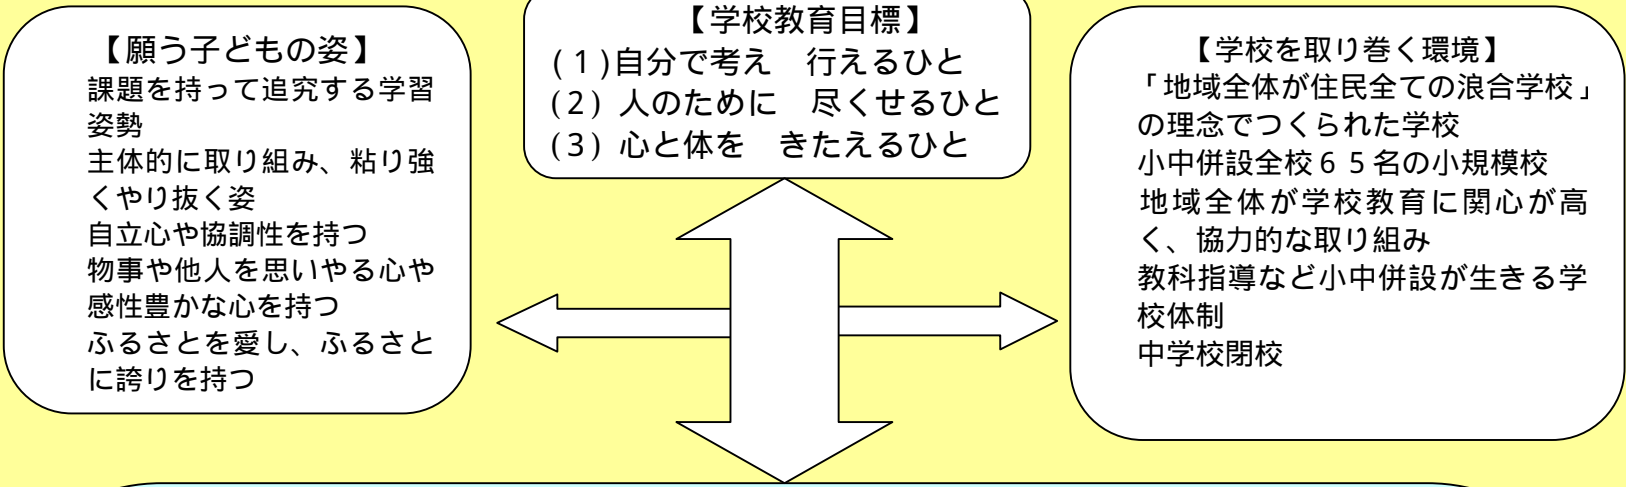 【願う子どもの姿】
課題を持って追究する学習
姿勢
主体的に取り組み、粘り強
くやり抜く姿
自立心や協調性を持つ
物事や他人を思いやる心や
感性豊かな心を持つ
ふるさとを愛し、ふるさと
に誇りを持つ
【学校教育目標】
(１)自分で考え　行えるひと
(２) 人のために　尽くせるひと
(３) 心と体を　きたえるひと
【学校を取り巻く環境】
「地域全体が住民全ての浪合学校」
の理念でつくられた学校
小中併設全校６５名の小規模校
地域全体が学校教育に関心が高
く、協力的な取り組み
教科指導など小中併設が生きる学
校体制
中学校閉校